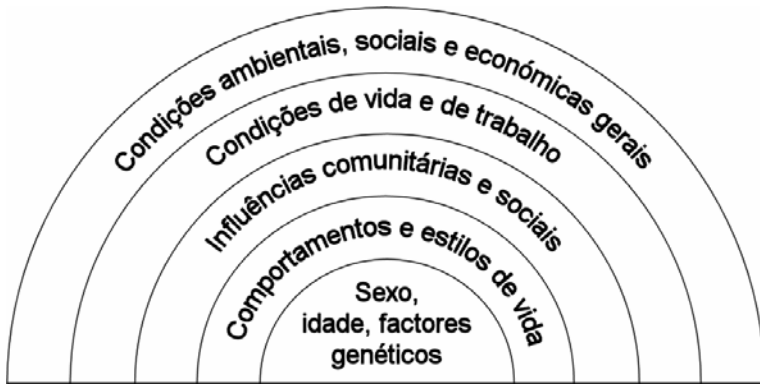 Condições ambientais, sociais e económicas gerais
Condições de vida e de trabalho
Influências comunitárias e sociais
Comportamentos e estilos de vida
Sexo,
idade, factores
genéticos